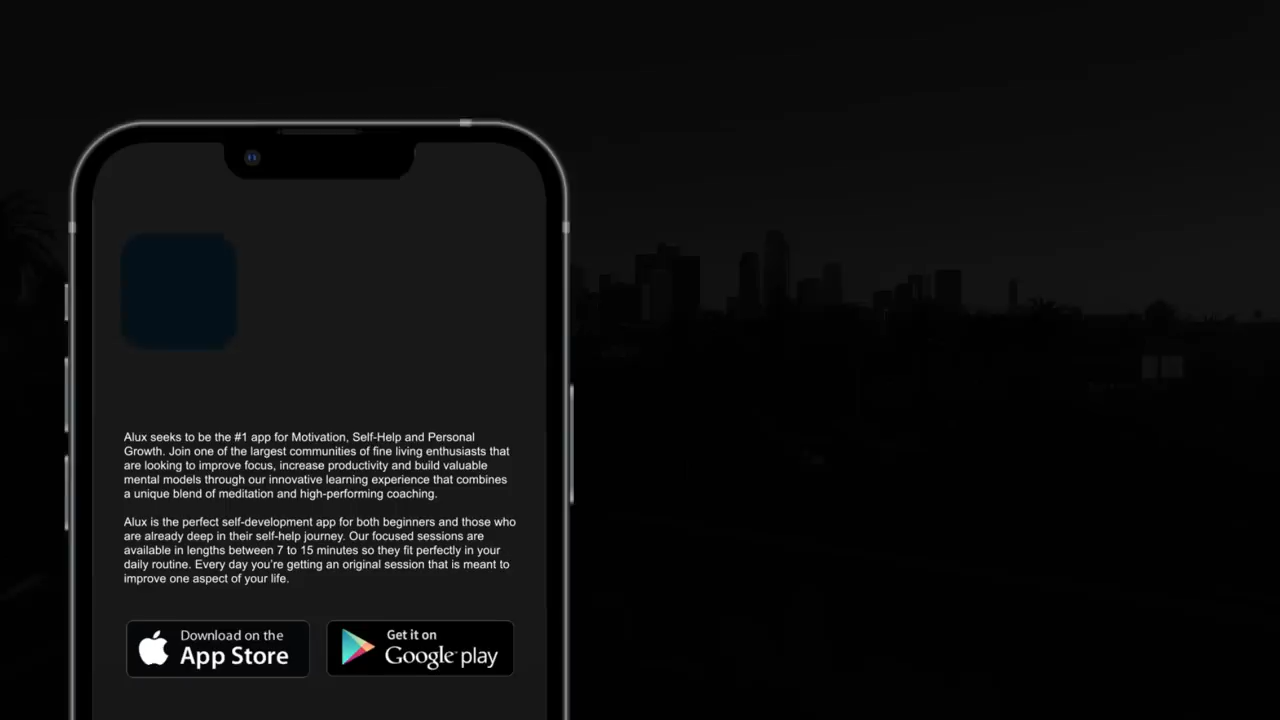 Alux seeks to be the #1 app for Motivation, Self-Help and Personal
Growth. Join one of the largest communities of fine living enthusiasts that
are looking to improve focus, increase productivity and build valuable
mental models through our innovative learning experience that combines
a unique blend of meditation and high-performing coaching.
Alux is the perfect self-development app for both beginners and those who
are already deep in their self-help journey. Our focused sessions are
available in lengths between 7 to 15 minutes so they fit perfectly in your
daily routine. Every day you're getting an original session that is meant to
improve one aspect of your life.
Download on the
App Store
Get it on
Google play